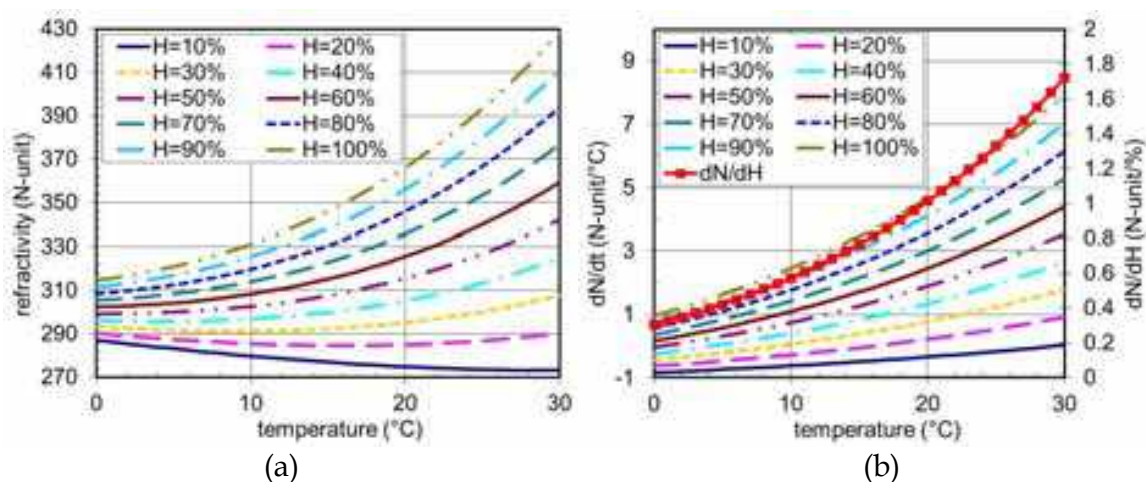 430
410
390
370
350
330
310
290
270
refractivity (N-unit)
H=10% H=20%
H=30% H=40%
H=50% H=60%
H=70% H=80%
H=90% H=100%
0 10 20 30
temperature (°C)
(a)
9
7
5
3
1
-1
dN/dt (N-unit/°C)
H=10% H=20%
H=30% H=40%
H=50% H=60%
H=70% H=80%
H=90% H=100%
dN/dH
2
1.8
1.6
1.4
1.2
1
0.8
0.6
0.4
0.2
0
dN/dH (N-unit/%)
0 10 20 30
temperature (°C)
(b)